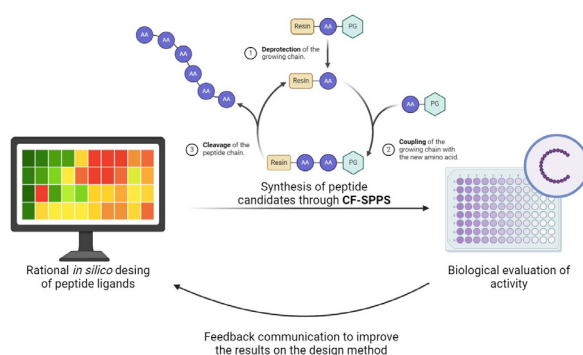 Resin AA PG
1 Deprotection of the
growing chain.
Resin AA
AA PG
AA
AA
AA
AA
AA
AA
3 Cleavage of the
peptide chain.
2 Coupling of the
growing chain with
the new amino acid.
Resin AA AA PG
Synthesis of peptide
candidates through CF-SPPS
Rational in silico desing
of peptide ligands
Biological evaluation of
activity
Feedback communication to improve
the results on the design method